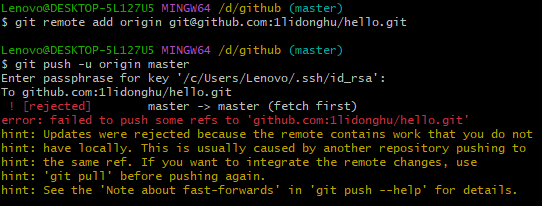 Lenovo@DESKTOP-5L127U5 MINGW64 /d/github (master)
$ git remote add origin git@github.com:1lidonghu/hello.git
Lenovo@DESKTOP-5L127U5 MINGW64 /d/github (master)
$ git push -u origin master
Enter passphrase for key '/c/Users/Lenovo/.ssh/id_rsa':
To github.com:1lidonghu/hello.git
 ! [rejected]        master -> master (fetch first)
error: failed to push some refs to 'github.com:1lidonghu/hello.git'
hint: Updates were rejected because the remote contains work that you do not
hint: have locally. This is usually caused by another repository pushing to
hint: the same ref. If you want to integrate the remote changes, use
hint: 'git pull' before pushing again.
hint: See the 'Note about fast-forwards' in 'git push --help' for details.